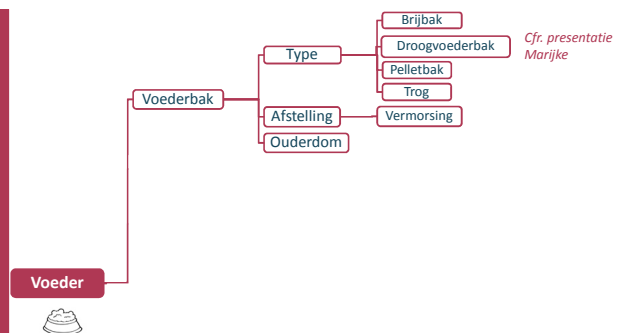 Brijbak
Droogvoederbak
Cfr. presentatie
Marijke
Type
Pelletbak
Trog
Voederbak
Afstelling
Vermorsing
Ouderdom
Voeder